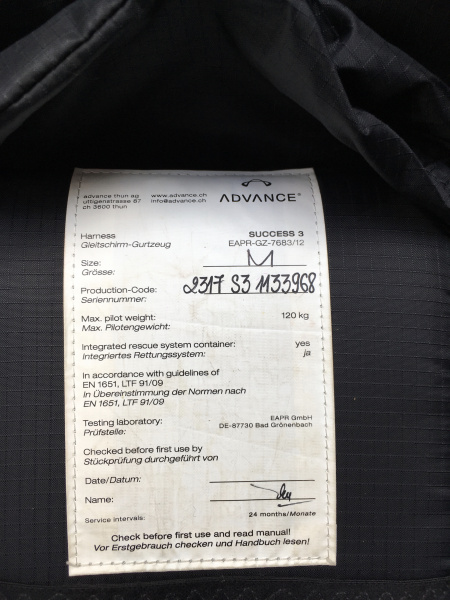 advance thun ag www.advance.ch
uttigenstrasse 87 info@advance.ch
ch 3600 thun
ADVANCE®
Harness SUCCESS 3
Gleitschirm-Gurtzeug EAPR-GZ-7683/12
Size: M
Grösse:
Production-Code: 2317 S3 1133968
Seriennummer:
Max. pilot weight: 120 kg
Max. Pilotengewicht:
Integrated rescue system container: yes
Integriertes Rettungssystem: ja
In accordance with guidelines of
EN 1651, LTF 91/09
In Übereinstimmung der Normen nach
EN 1651, LTF 91/09
Testing laboratory: EAPR GmbH
Prüfstelle: DE-87730 Bad Grönenbach
Checked before first use by
Stückprüfung durchgeführt von
Date/Datum:
Name:
Service intervals: 24 months/Monate
Check before first use and read manual!
Vor Erstgebrauch checken und Handbuch lesen!